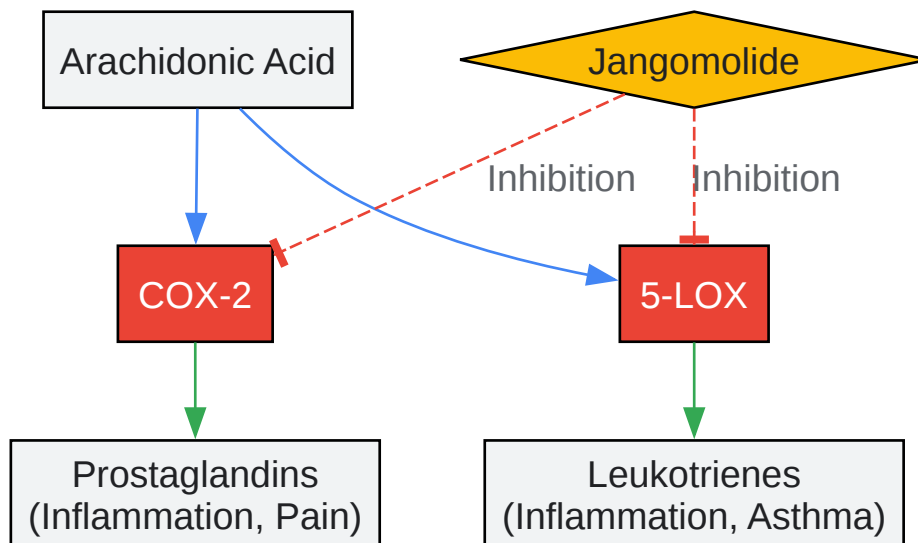 Arachidonic Acid
Jangomolide
Inhibition
Inhibition
COX-2
5-LOX
Prostaglandins
(Inflammation, Pain)
Leukotrienes
(Inflammation, Asthma)